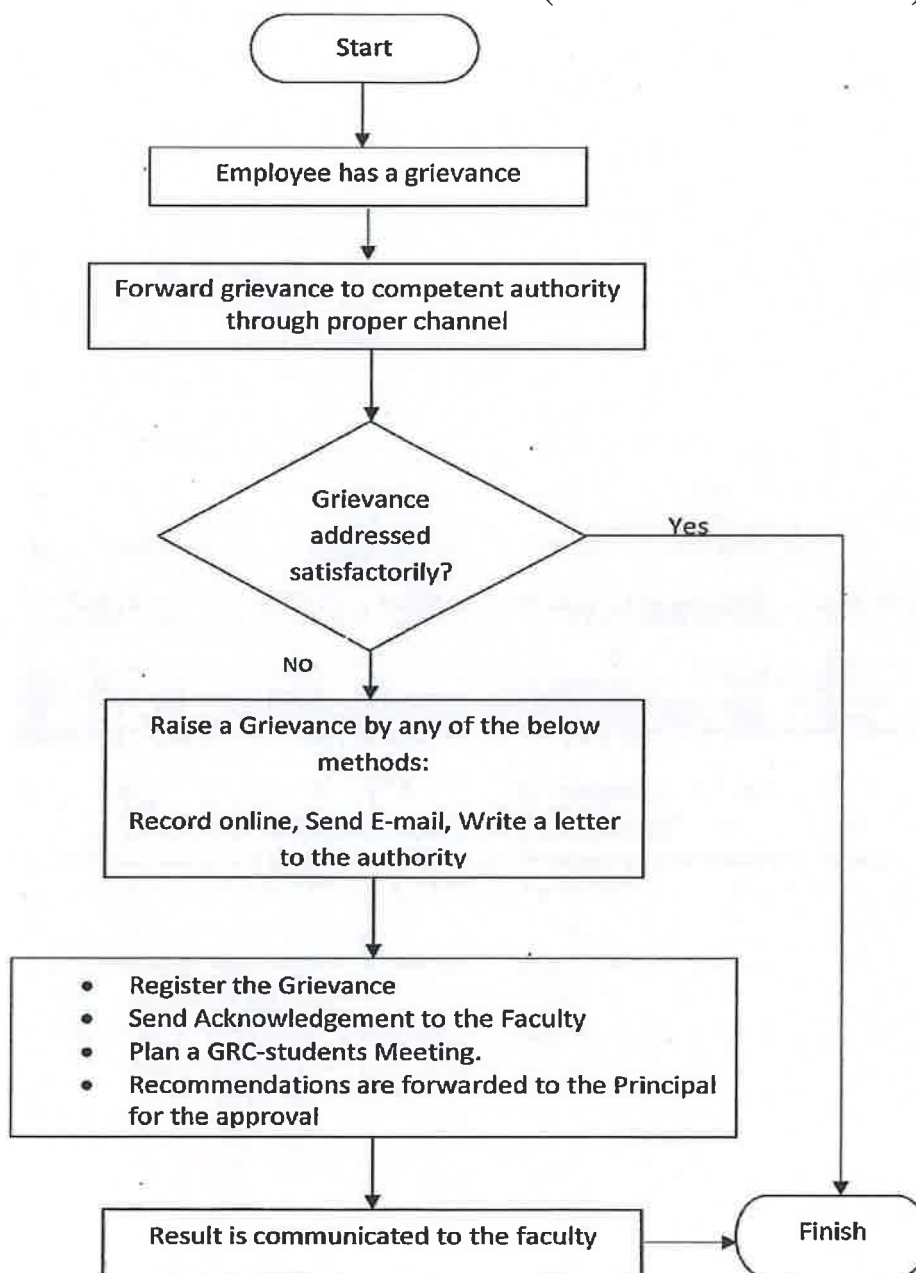 Start
Employee has a grievance
Forward grievance to competent authority
through proper channel
Grievance
addressed
satisfactorily?
Yes
No
Raise a Grievance by any of the below
methods:
Record online, Send E-mail, Write a letter
to the authority
• Register the Grievance
• Send Acknowledgement to the Faculty
• Plan a GRC-students Meeting.
• Recommendations are forwarded to the Principal
for the approval
Result is communicated to the faculty
Finish